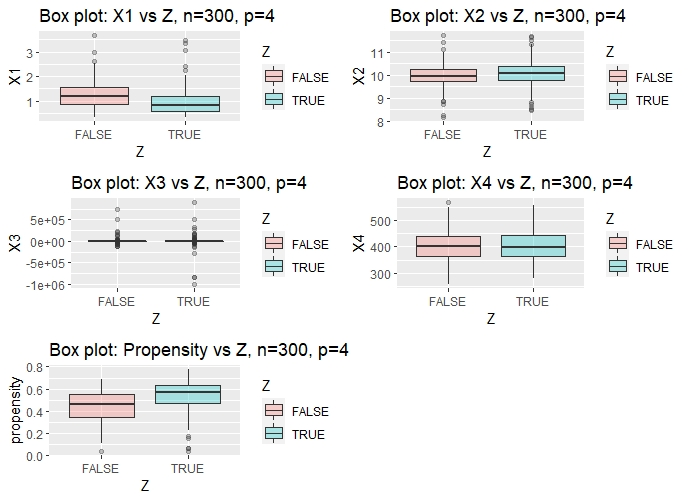 Box plot: X1 vs Z, n=300, p=4
3
2
1
X1
FALSE
TRUE
Z
Z
FALSE
TRUE
Box plot: X2 vs Z, n=300, p=4
11
10
9
8
X2
FALSE
TRUE
Z
Z
FALSE
TRUE
Box plot: X3 vs Z, n=300, p=4
5e+05
0e+00
-5e+05
-1e+06
X3
FALSE
TRUE
Z
Z
FALSE
TRUE
Box plot: X4 vs Z, n=300, p=4
500
400
300
X4
FALSE
TRUE
Z
Z
FALSE
TRUE
Box plot: Propensity vs Z, n=300, p=4
0.8
0.6
0.4
0.2
0.0
propensity
FALSE
TRUE
Z
Z
FALSE
TRUE